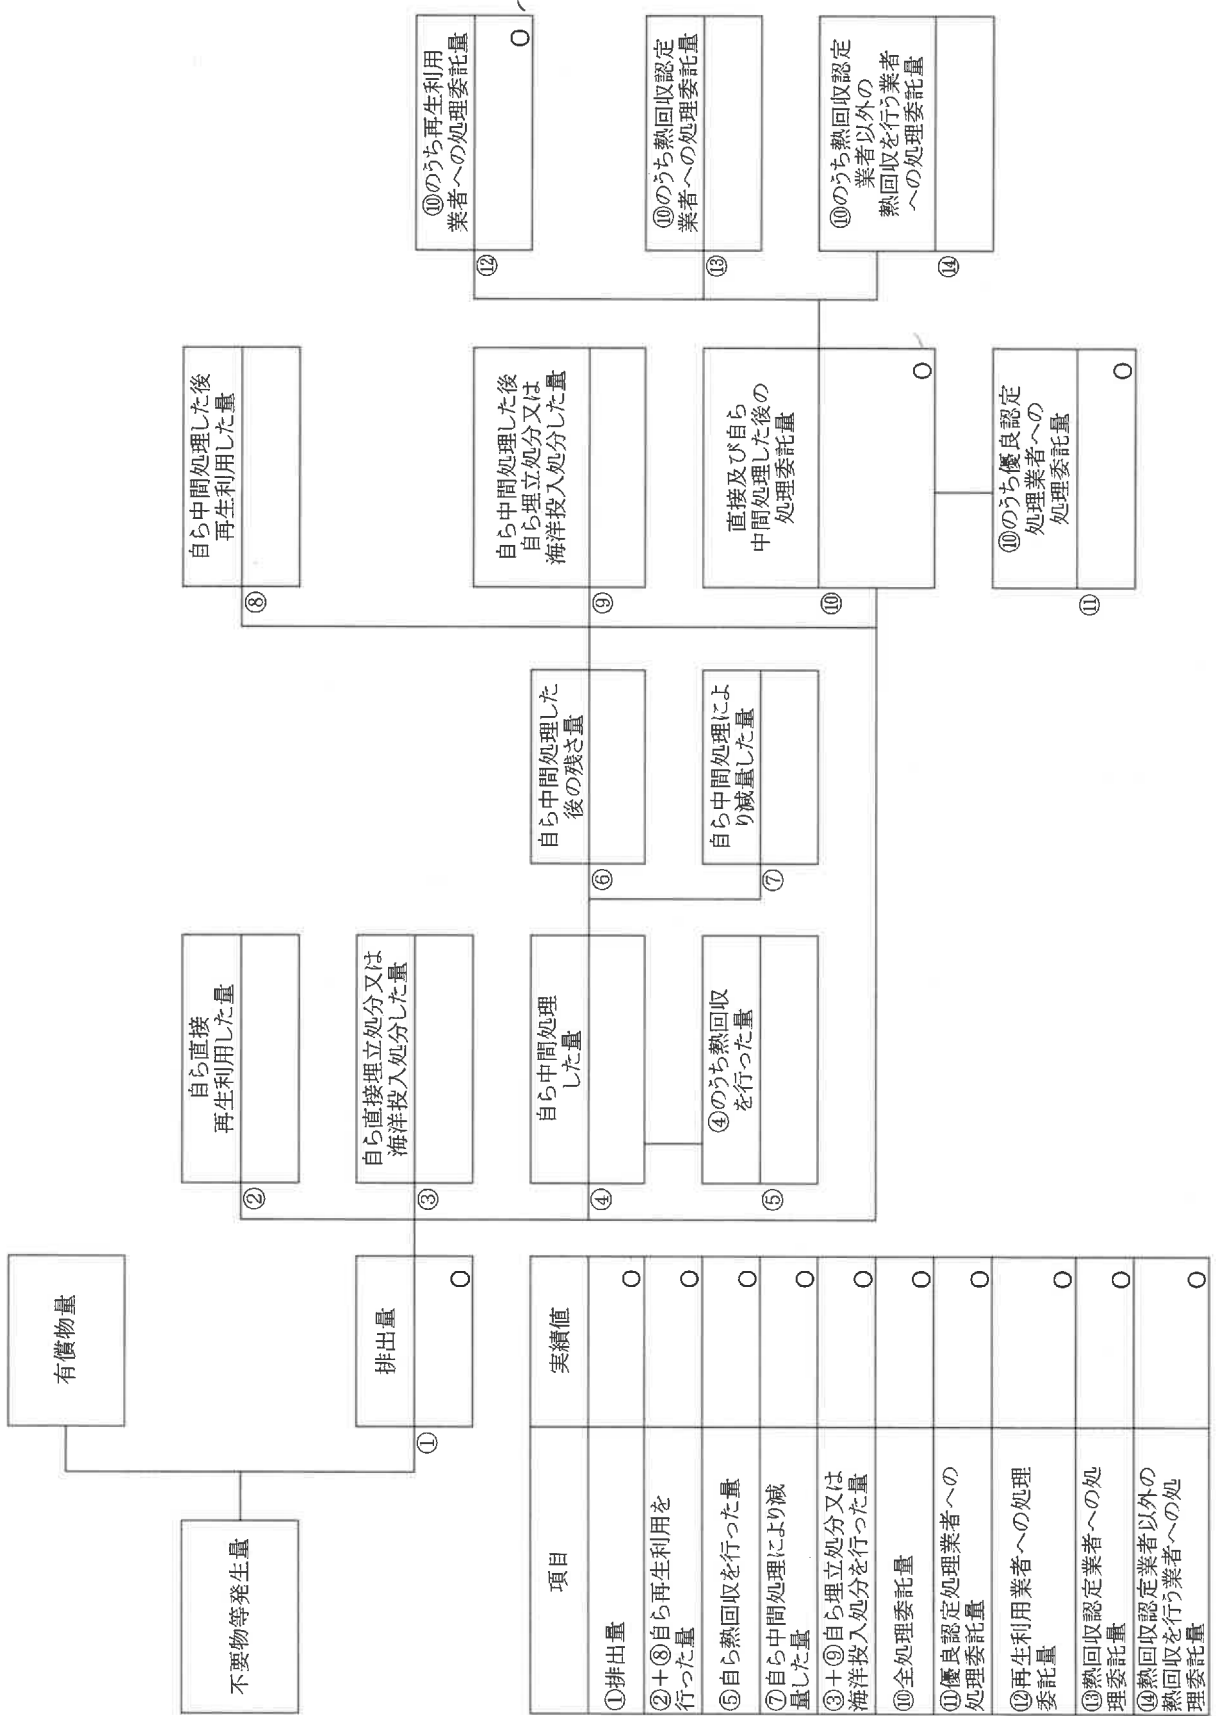 不要物等発生量
有償物量
①
排出量
0
②
自ら直接
再生利用した量
③
自ら直接埋立処分又は
海洋投入処分した量
④
自ら中間処理
した量
⑤
④のうち熱回収
を行った量
⑥
自ら中間処理した
後の残さ量
⑦
自ら中間処理によ
り減量した量
⑧
自ら中間処理した後
再生利用した量
⑨
自ら中間処理した後
自ら埋立処分又は
海洋投入処分した量
⑩
直接及び自ら
中間処理した後の
処理委託量
0
⑪
⑩のうち優良認定
処理業者への
処理委託量
0
⑫
⑩のうち再生利用
業者への処理委託量
0
⑬
⑩のうち熱回収認定
業者への処理委託量
⑭
⑩のうち熱回収認定
業者以外の
熱回収を行う業者
への処理委託量
項目 実績値
①排出量 0
②+⑧自ら再生利用を
行った量 0
⑤自ら熱回収を行った量 0
⑦自ら中間処理により減
量した量 0
③+⑨自ら埋立処分又は
海洋投入処分を行った量 0
⑩全処理委託量 0
⑪優良認定処理業者への
処理委託量 0
⑫再生利用業者への処理
委託量 0
⑬熱回収認定業者への処
理委託量 0
⑭熱回収認定業者以外の
熱回収を行う業者への処
理委託量 0